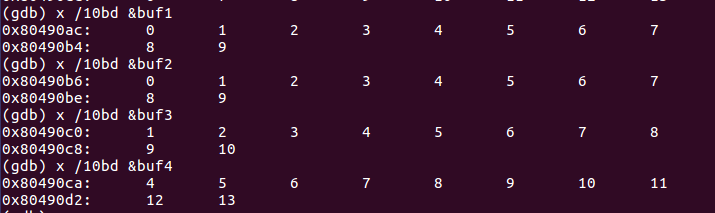 (gdb) x /10bd &buf1
0x80490ac: 0 1 2 3 4 5 6 7
0x80490b4: 8 9
(gdb) x /10bd &buf2
0x80490b6: 0 1 2 3 4 5 6 7
0x80490be: 8 9
(gdb) x /10bd &buf3
0x80490c0: 1 2 3 4 5 6 7 8
0x80490c8: 9 10
(gdb) x /10bd &buf4
0x80490ca: 4 5 6 7 8 9 10 11
0x80490d2: 12 13